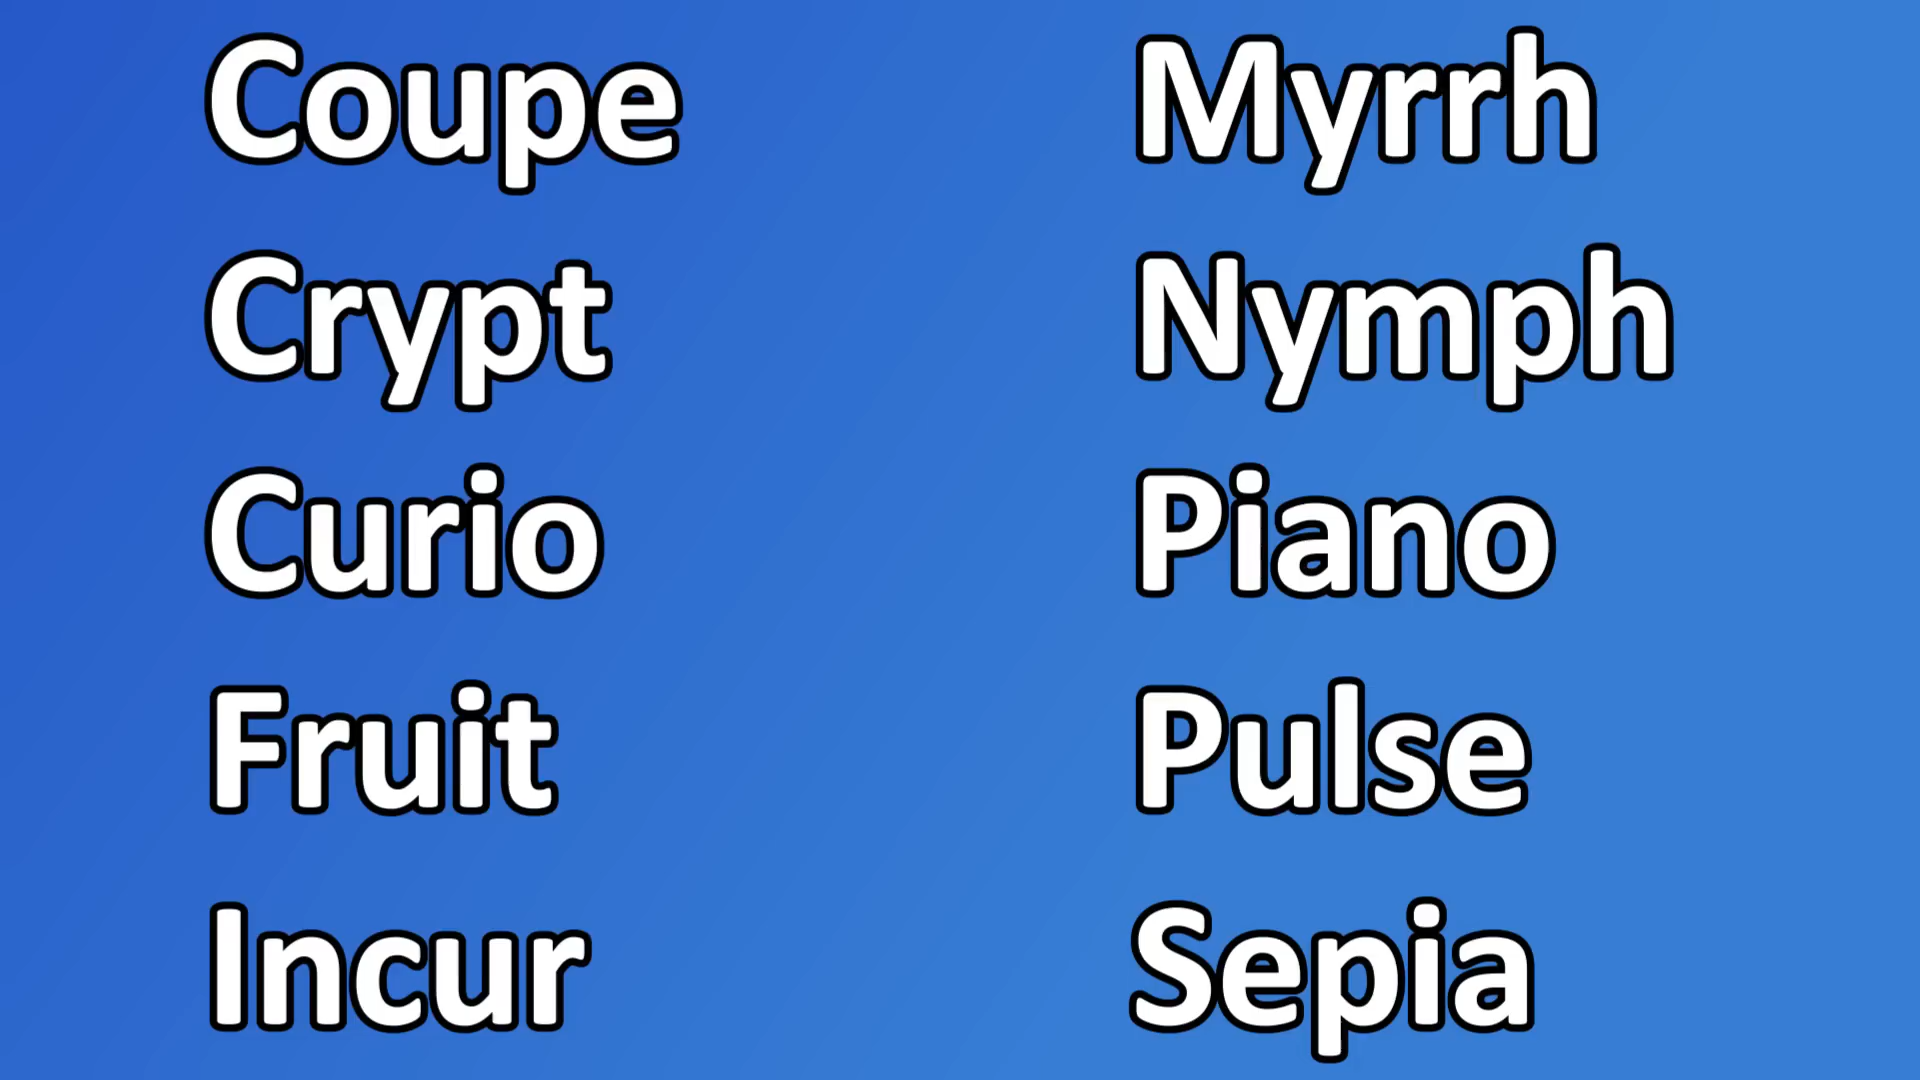 Coupe
Crypt
Curio
Fruit
Incur
Myrrh
Nymph
Piano
Pulse
Sepia